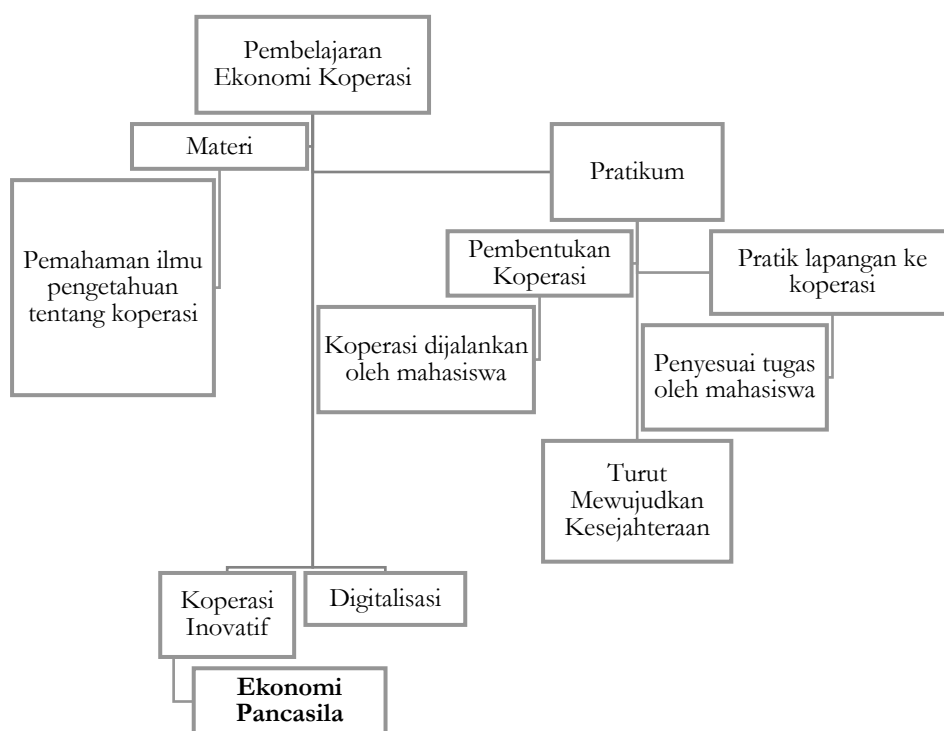 Pembelajaran
Ekonomi Koperasi
Materi
Pratikum
Pemahaman ilmu
pengetahuan
tentang koperasi
Pembentukan
Koperasi
Pratik lapangan ke
koperasi
Koperasi dijalankan
oleh mahasiswa
Penyesuai tugas
oleh mahasiswa
Turut
Mewujudkan
Kesejahteraan
Koperasi
Inovatif
Digitalisasi
Ekonomi
Pancasila